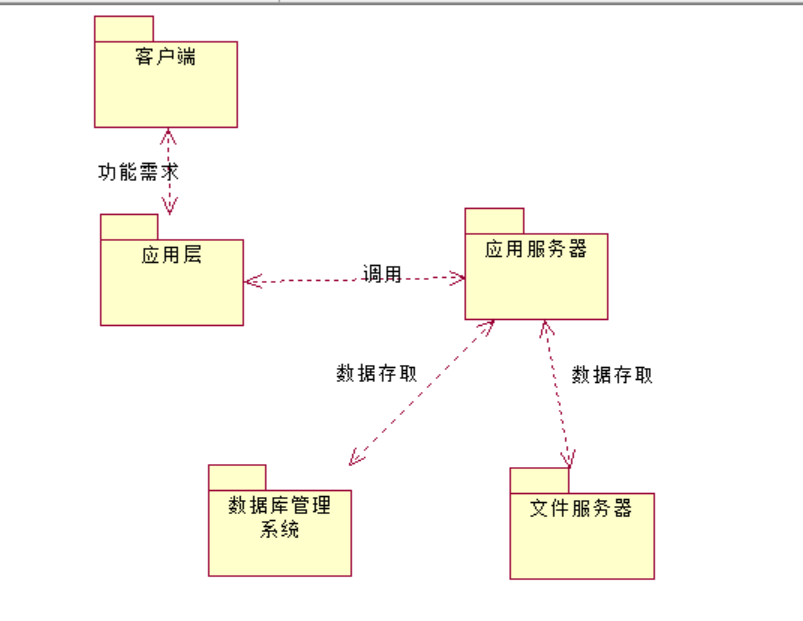 客户端
功能需求
应用层
调用
应用服务器
数据存取
数据存取
数据库管理
系统
文件服务器